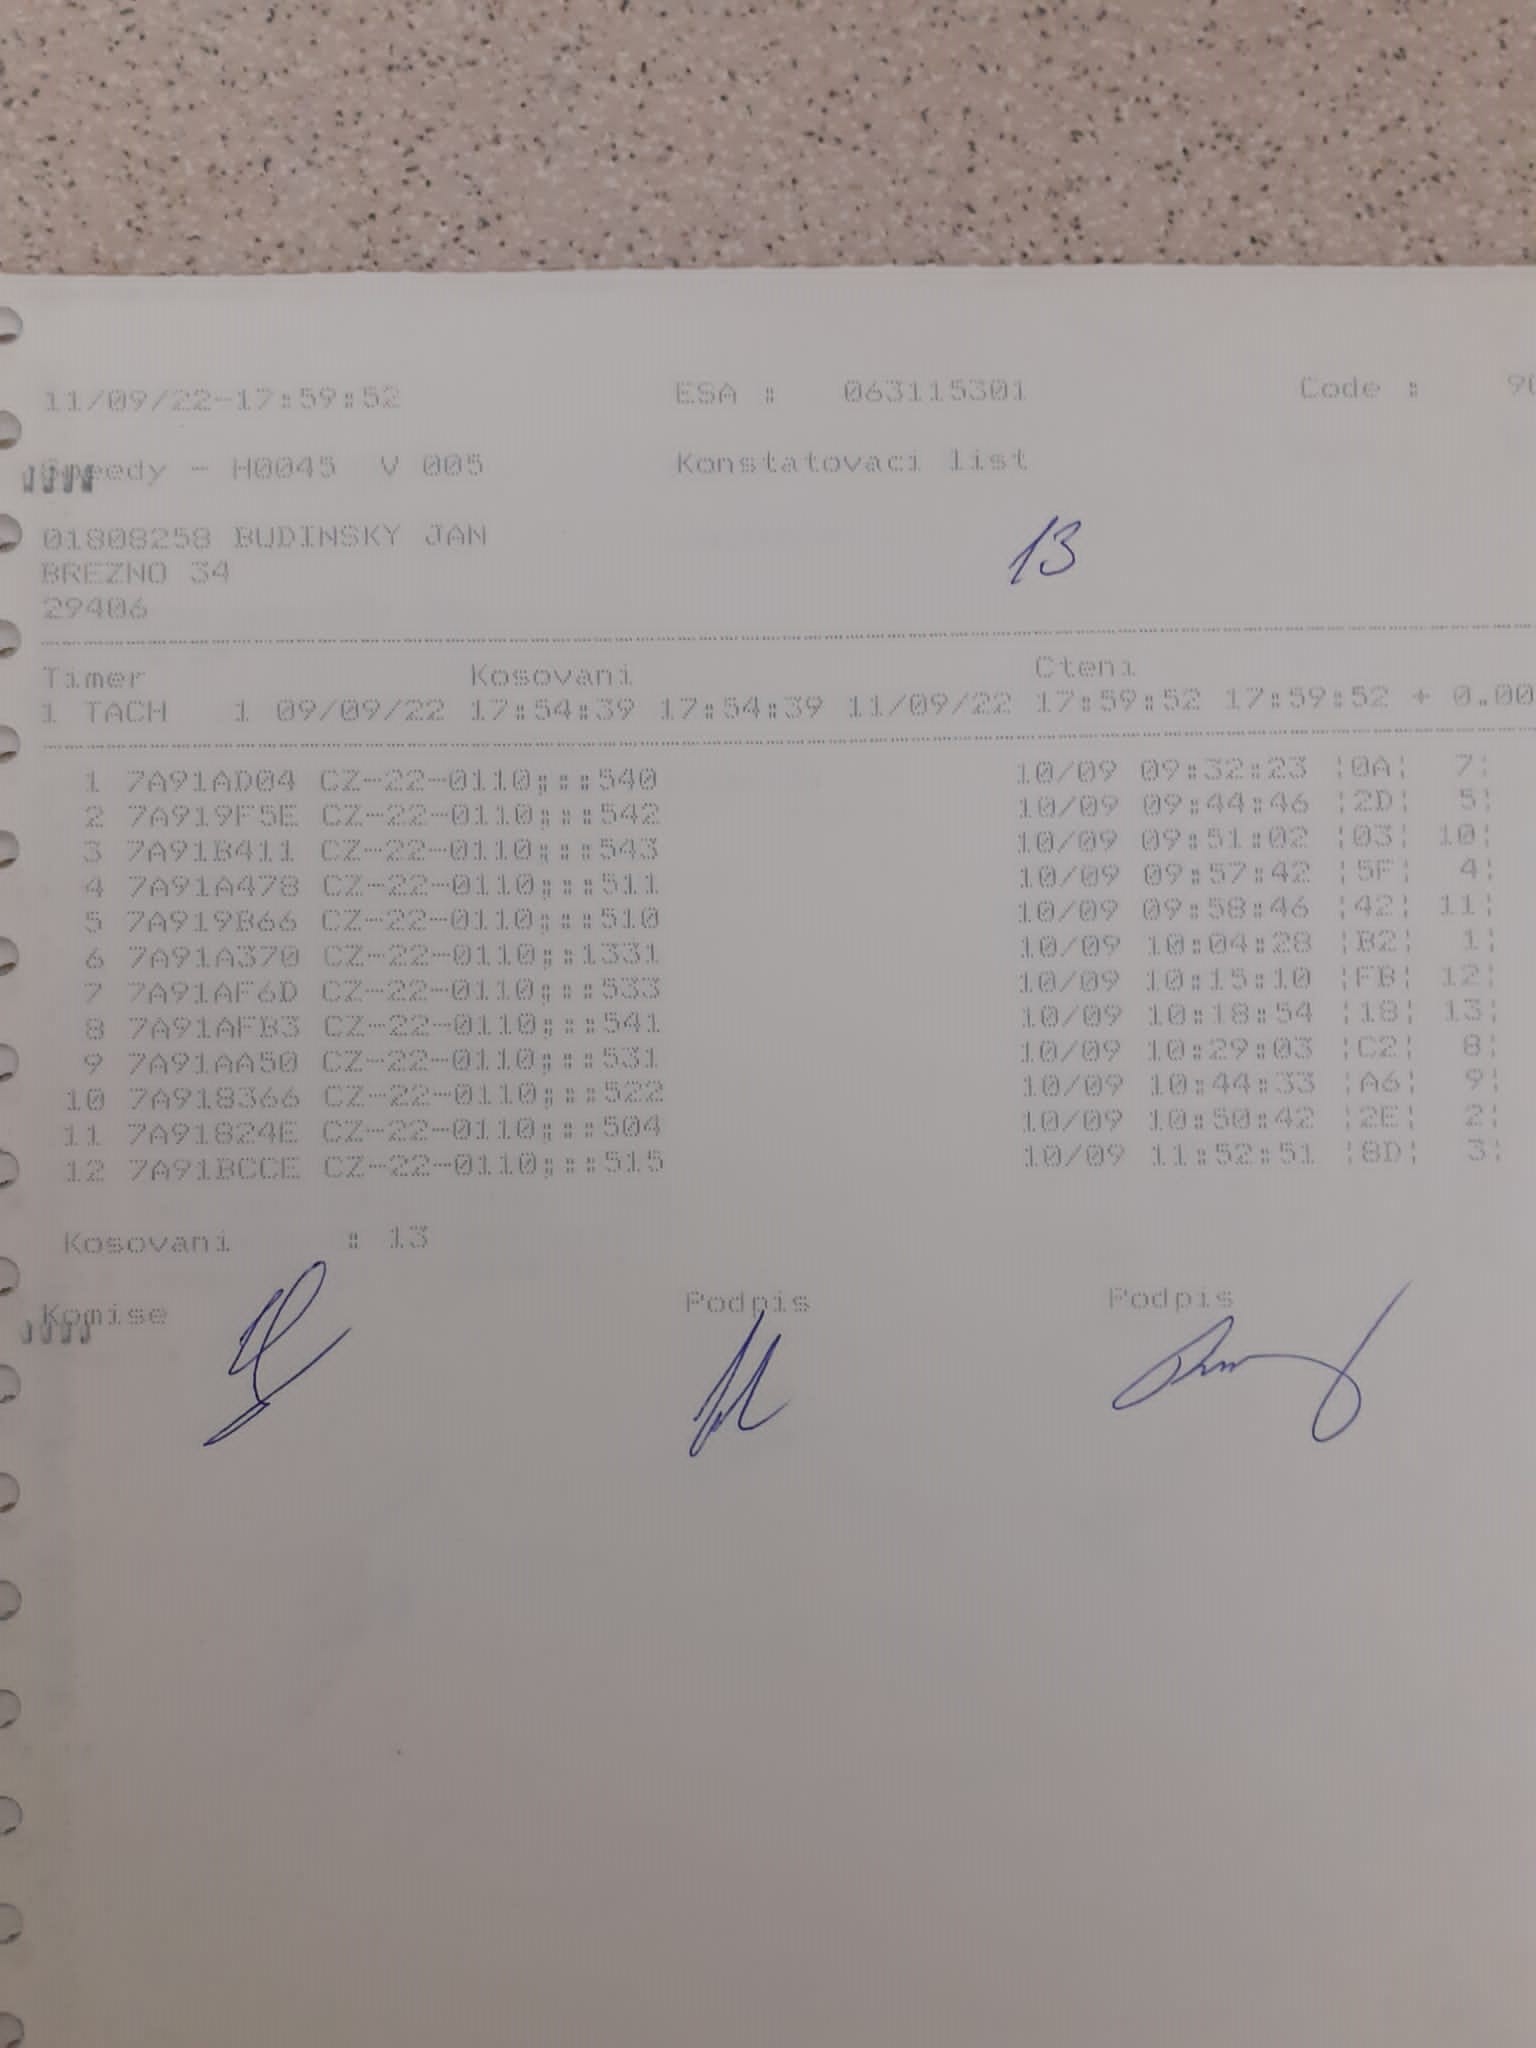 11/09/22-17:59:52 ESA : 063115301 Code : 90
Speedy - H0045 V 005 Konstatovaci list
01808258 BUDINSKY JAN
13
BREZNO 34
29406
Timer Kosovani Cteni
1 TACH 1 09/09/22 17:54:39 17:54:39 11/09/22 17:59:52 17:59:52 + 0.00
1 7A91AD04 CZ-22-0110;::540 10/09 09:32:23 ¦0A¦ 7¦
2 7A919F5E CZ-22-0110;::542 10/09 09:44:46 ¦2D¦ 5¦
3 7A91B411 CZ-22-0110;::543 10/09 09:51:02 ¦03¦ 10¦
4 7A91A478 CZ-22-0110;::511 10/09 09:57:42 ¦5F¦ 4¦
5 7A919B66 CZ-22-0110;::510 10/09 09:58:46 ¦42¦ 11¦
6 7A91A370 CZ-22-0110;:1331 10/09 10:04:28 ¦B2¦ 1¦
7 7A91AF6D CZ-22-0110;::533 10/09 10:15:10 ¦FB¦ 12¦
8 7A91AFB3 CZ-22-0110;::541 10/09 10:18:54 ¦18¦ 13¦
9 7A91AA50 CZ-22-0110;::531 10/09 10:29:03 ¦C2¦ 8¦
10 7A918366 CZ-22-0110;::522 10/09 10:44:33 ¦A6¦ 9¦
11 7A91824E CZ-22-0110;::504 10/09 10:50:42 ¦2E¦ 2¦
12 7A91BCCE CZ-22-0110;::515 10/09 11:52:51 ¦8D¦ 3¦
Kosovani : 13
Komise Podpis Podpis